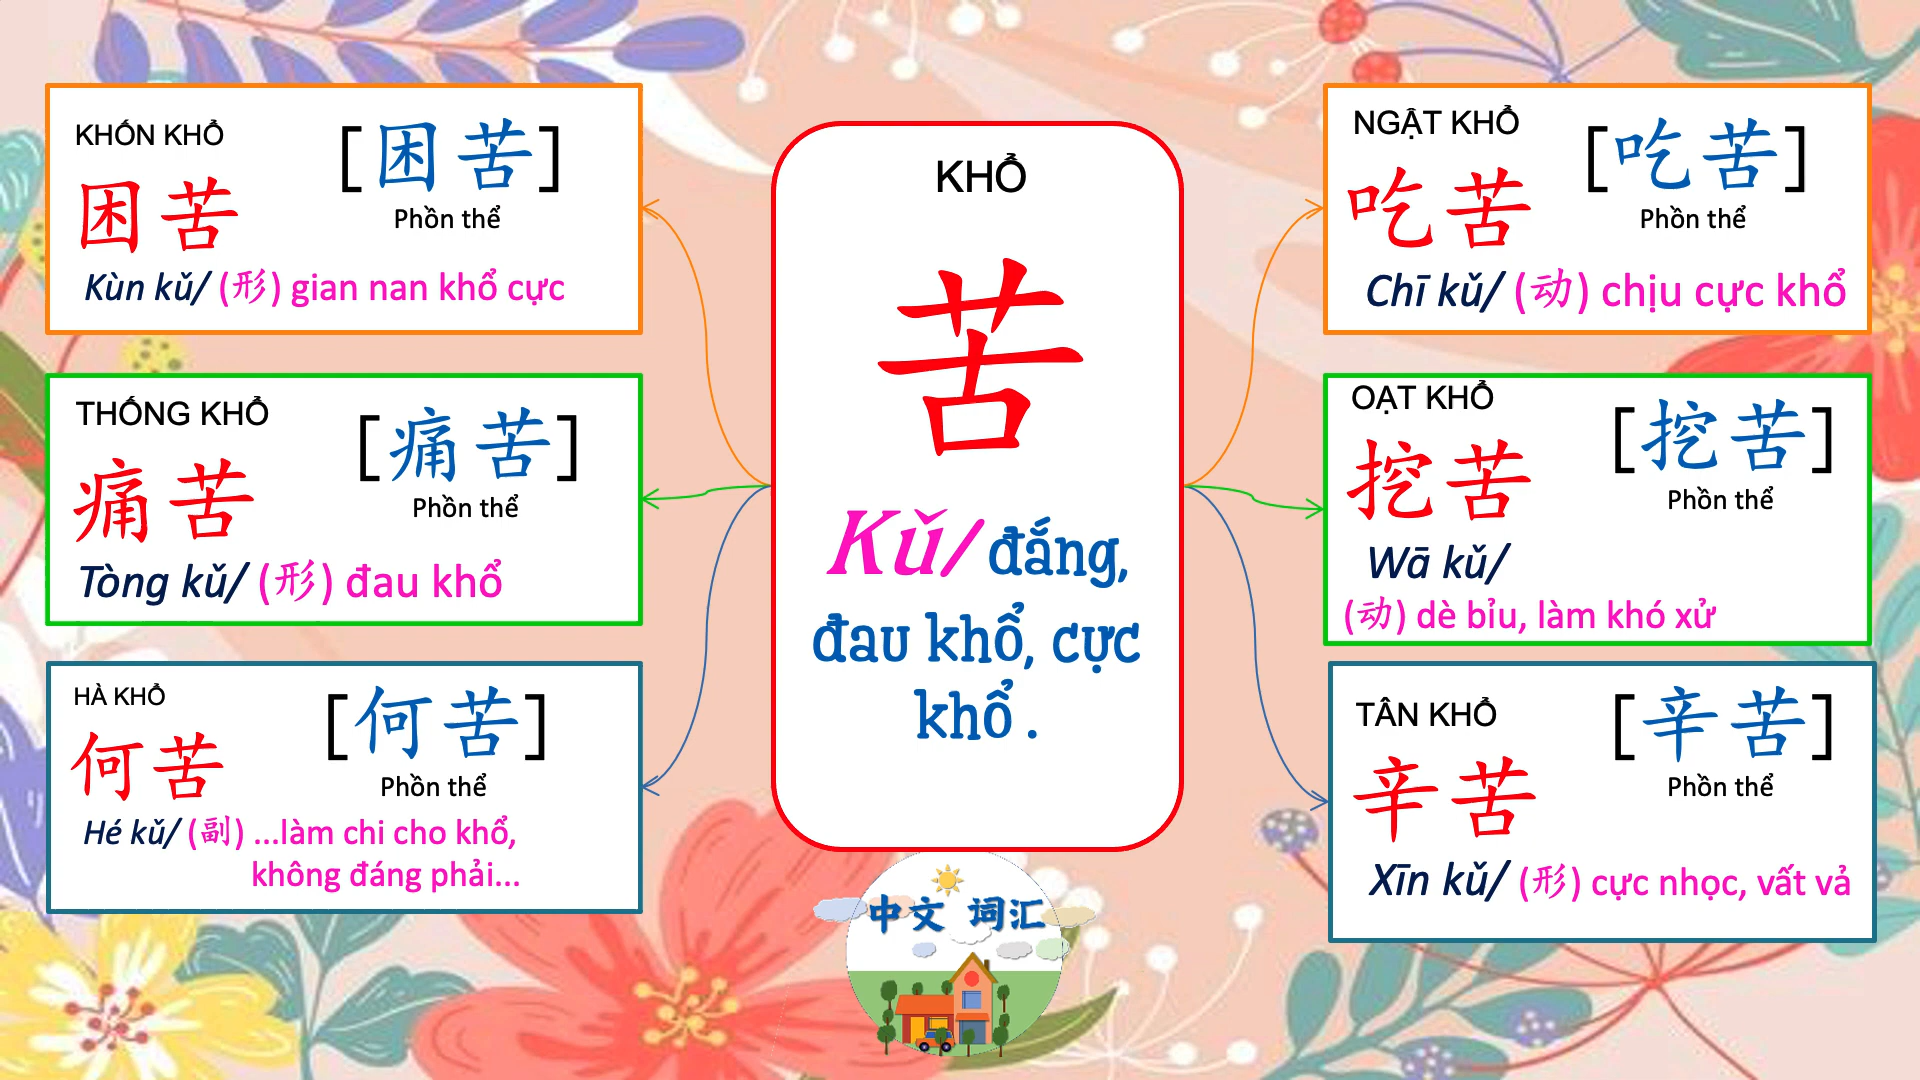 KHỔ
苦
Kǔ/ đắng,
đau khổ, cực
khổ .
KHỐN KHỔ
困苦
[困苦]
Phồn thể
Kùn kǔ/ (形) gian nan khổ cực
THỐNG KHỔ
痛苦
[痛苦]
Phồn thể
Tòng kǔ/ (形) đau khổ
HÀ KHỔ
何苦
[何苦]
Phồn thể
Hé kǔ/ (副) ...làm chi cho khổ,
không đáng phải...
NGẬT KHỔ
吃苦
[吃苦]
Phồn thể
Chī kǔ/ (动) chịu cực khổ
OẠT KHỔ
挖苦
[挖苦]
Phồn thể
Wā kǔ/
(动) dè bỉu, làm khó xử
TÂN KHỔ
辛苦
[辛苦]
Phồn thể
Xīn kǔ/ (形) cực nhọc, vất vả
中文 词汇